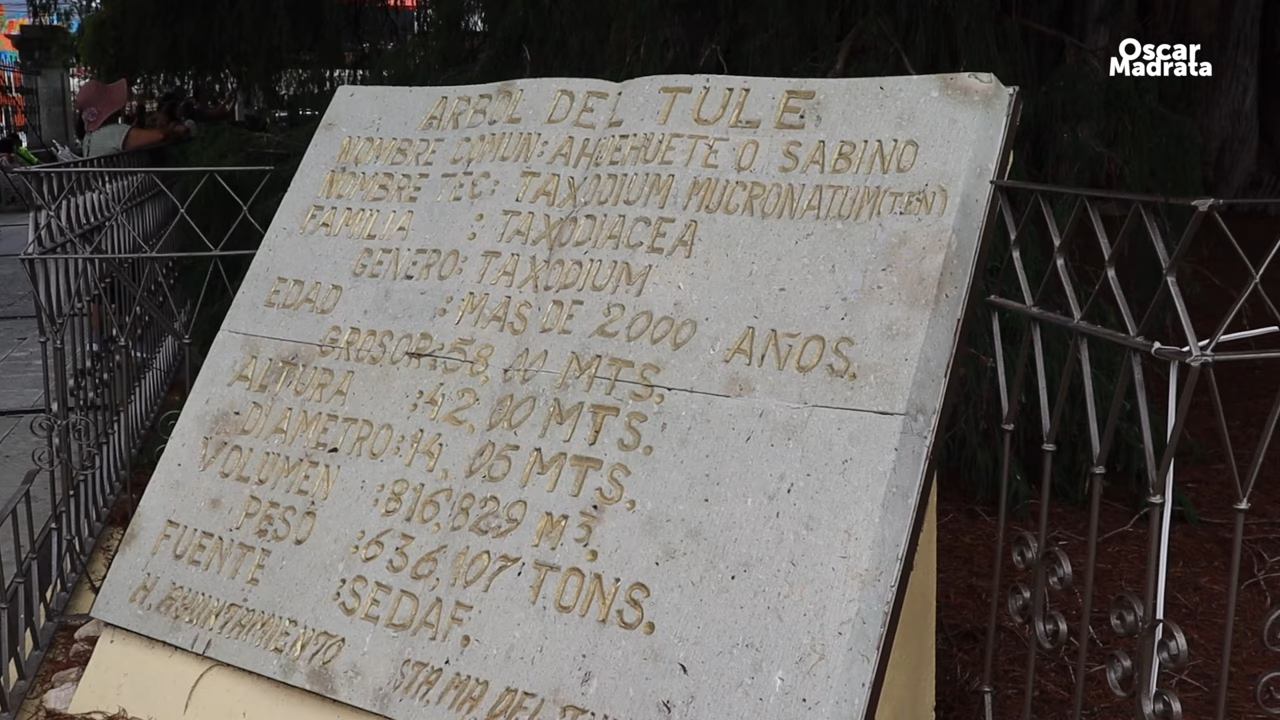 Oscar
Madrata
ARBOL DEL TULE
NOMBRE COMUN: AHUEHUETE O SABINO
NOMBRE TEC: TAXODIUM MUCRONATUM (TEN)
FAMILIA : TAXODIACEA
GENERO: TAXODIUM
EDAD : MAS DE 2000 AÑOS.
GROSOR: 58,00 MTS.
ALTURA : 42,00 MTS.
DIAMETRO: 14,05 MTS.
VOLUMEN : 816,829 M3.
PESO : 636,107 TONS.
FUENTE : SEDAF.
H. AYUNTAMIENTO STA. MA. DEL